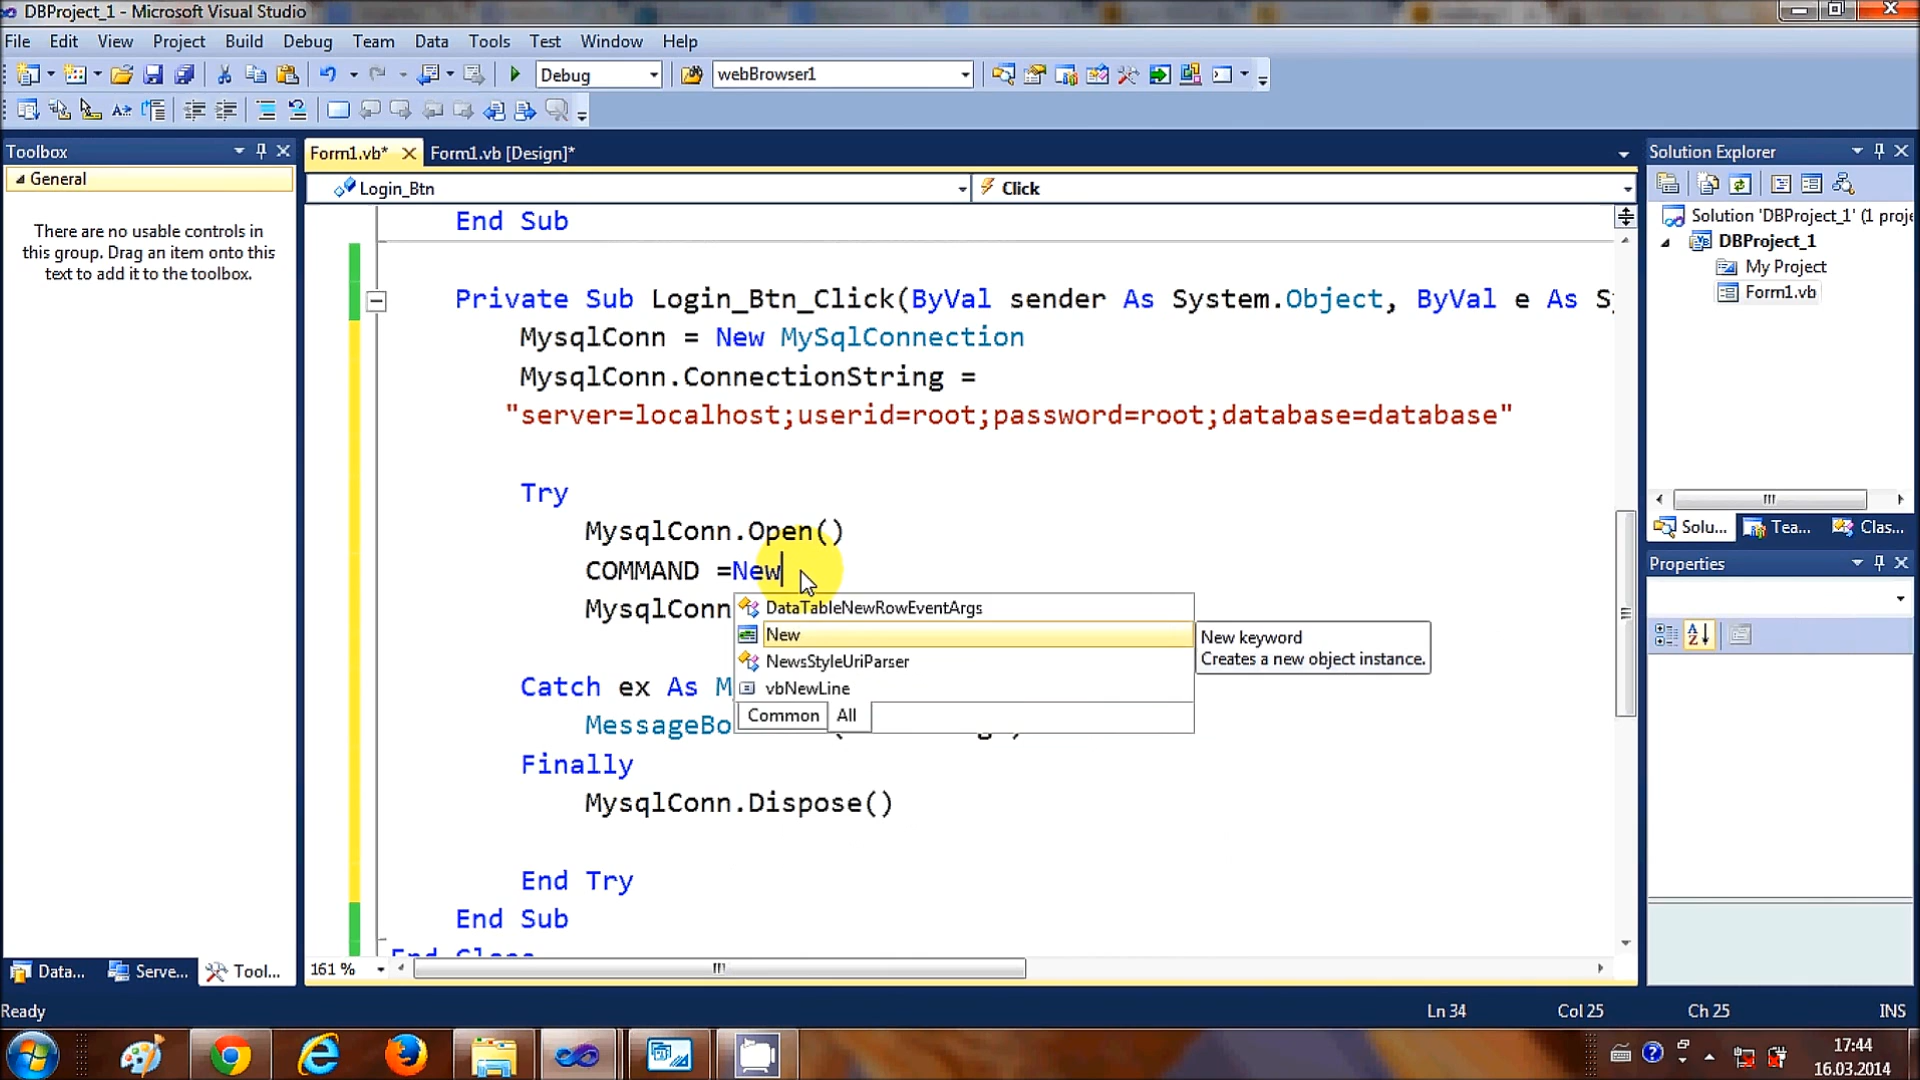 DBProject_1 - Microsoft Visual Studio
File Edit View Project Build Debug Team Data Tools Test Window Help
Debug webBrowser1
Toolbox
General
There are no usable controls in
this group. Drag an item onto this
text to add it to the toolbox.
Form1.vb* Form1.vb [Design]*
Login_Btn Click
End Sub
Private Sub Login_Btn_Click(ByVal sender As System.Object, ByVal e As S
MysqlConn = New MySqlConnection
MysqlConn.ConnectionString =
"server=localhost;userid=root;password=root;database=database"
Try
MysqlConn.Open()
COMMAND =New
MysqlConn
DataTableNewRowEventArgs
New
NewsStyleUriParser
vbNewLine
Common All
New keyword
Creates a new object instance.
Catch ex As M
MessageBo
Finally
MysqlConn.Dispose()
End Try
End Sub
161 %
Data... Serve... Tool...
Solution Explorer
Solution 'DBProject_1' (1 proje
DBProject_1
My Project
Form1.vb
Solu... Tea... Clas...
Properties
Ready Ln 34 Col 25 Ch 25 INS
17:44
16.03.2014